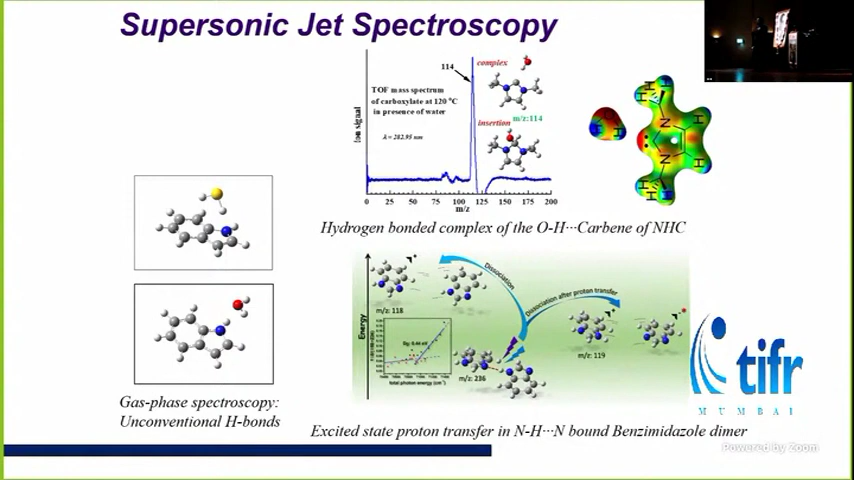 Supersonic Jet Spectroscopy
114
complex
TOF mass spectrum
of carboxylate at 120 °C
in presence of water
m/z:114
insertion
λ = 282.95 nm
Ion signal
0 25 50 75 100 125 150 175 200
m/z
N
N
H
H
H
H
Hydrogen bonded complex of the O-H···Carbene of NHC
Dissociation
Dissociation after proton transfer
Energy
m/z: 118
m/z: 119
m/z: 236
total photon energy (cm⁻¹)
tifr
MUMBAI
Gas-phase spectroscopy:
Unconventional H-bonds
Excited state proton transfer in N-H···N bound Benzimidazole dimer
Powered by Zoom